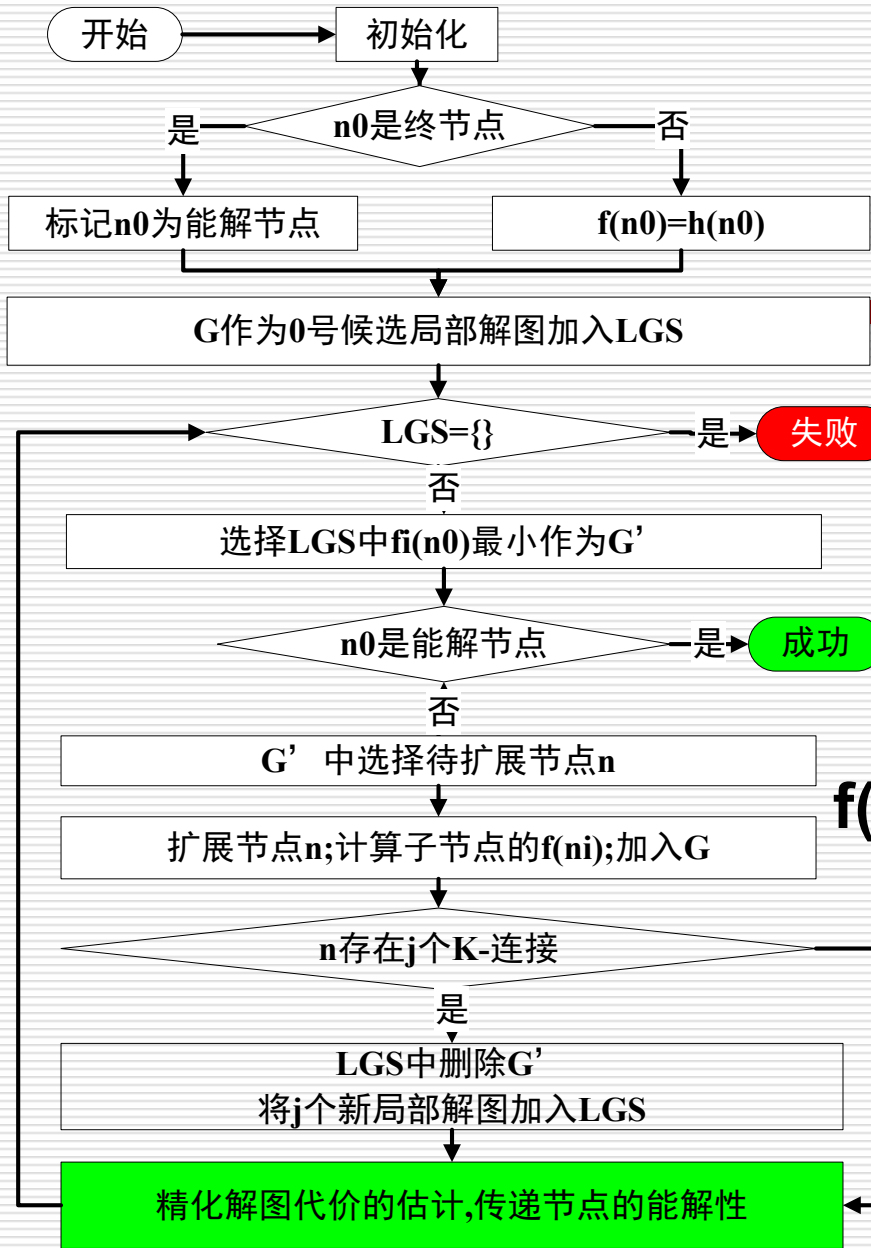 开始
初始化
n0是终节点
是
否
标记n0为能解节点
f(n0)=h(n0)
G作为0号候选局部解图加入LGS
LGS={}
是
失败
否
选择LGS中fi(n0)最小作为G’
n0是能解节点
是
成功
否
G’ 中选择待扩展节点n
f(
扩展节点n;计算子节点的f(ni);加入G
n存在j个K-连接
是
LGS中删除G’
将j个新局部解图加入LGS
精化解图代价的估计,传递节点的能解性